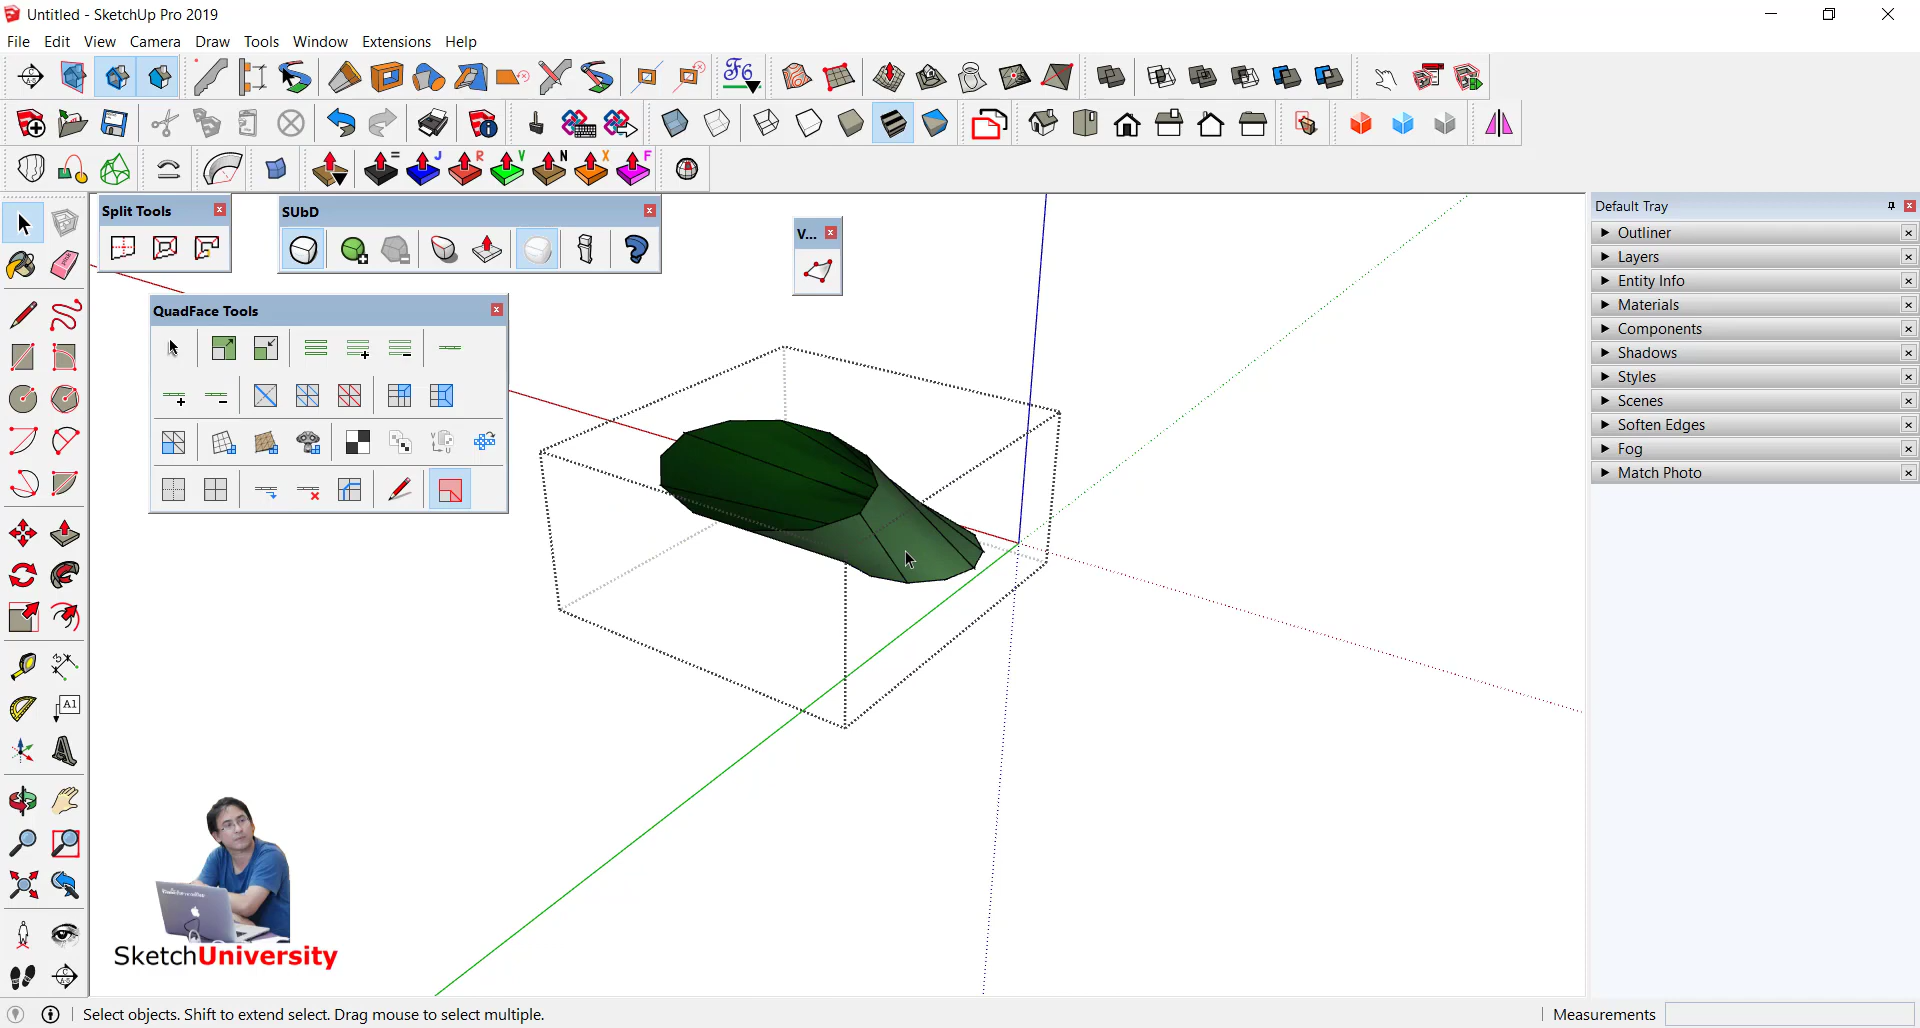 Untitled - SketchUp Pro 2019
File Edit View Camera Draw Tools Window Extensions Help
F6
= J R V N X F
Split Tools
SUbD
V...
QuadFace Tools
A1
SketchUniversity
Default Tray
Outliner
Layers
Entity Info
Materials
Components
Shadows
Styles
Scenes
Soften Edges
Fog
Match Photo
Select objects. Shift to extend select. Drag mouse to select multiple.
Measurements